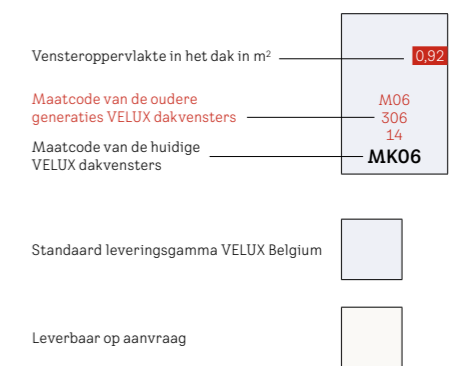 Vensteroppervlakte in het dak in m²
0,92
Maatcode van de oudere
generaties VELUX dakvensters
M06
306
14
Maatcode van de huidige
VELUX dakvensters
MK06
Standaard leveringsgamma VELUX Belgium
Leverbaar op aanvraag